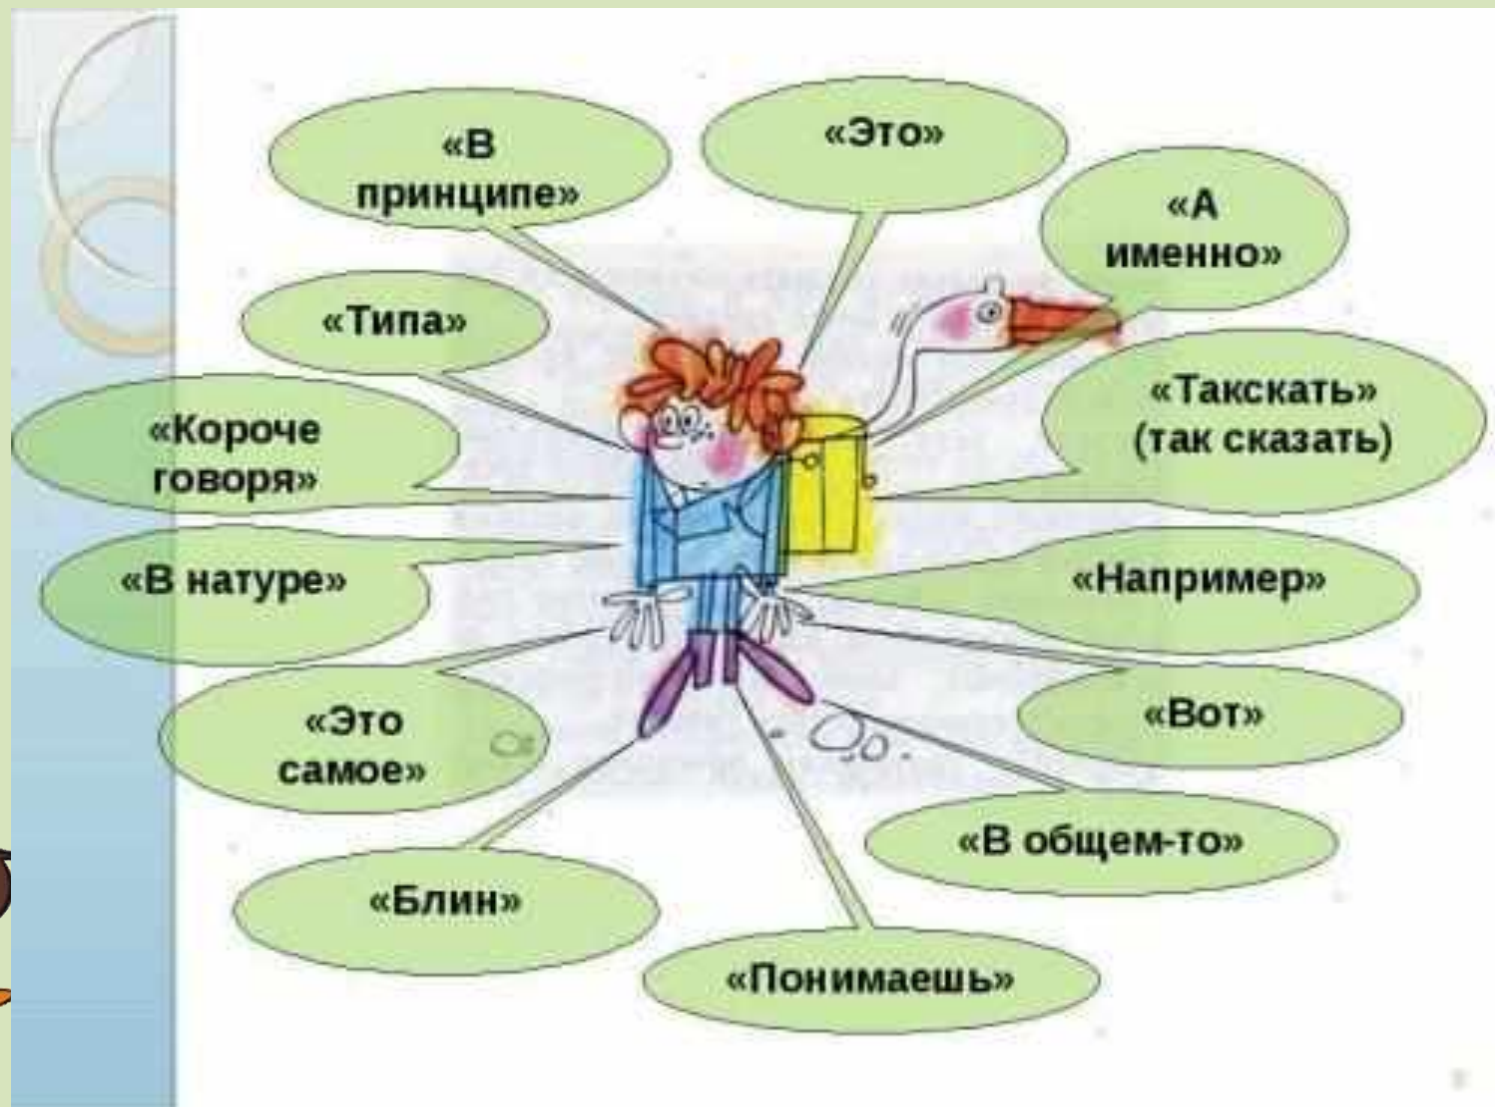 «В
принципе»
«Это»
«А
именно»
«Типа»
«Такскать»
(так сказать)
«Короче
говоря»
«В натуре»
«Например»
«Это
самое»
«Вот»
«В общем-то»
«Блин»
«Понимаешь»